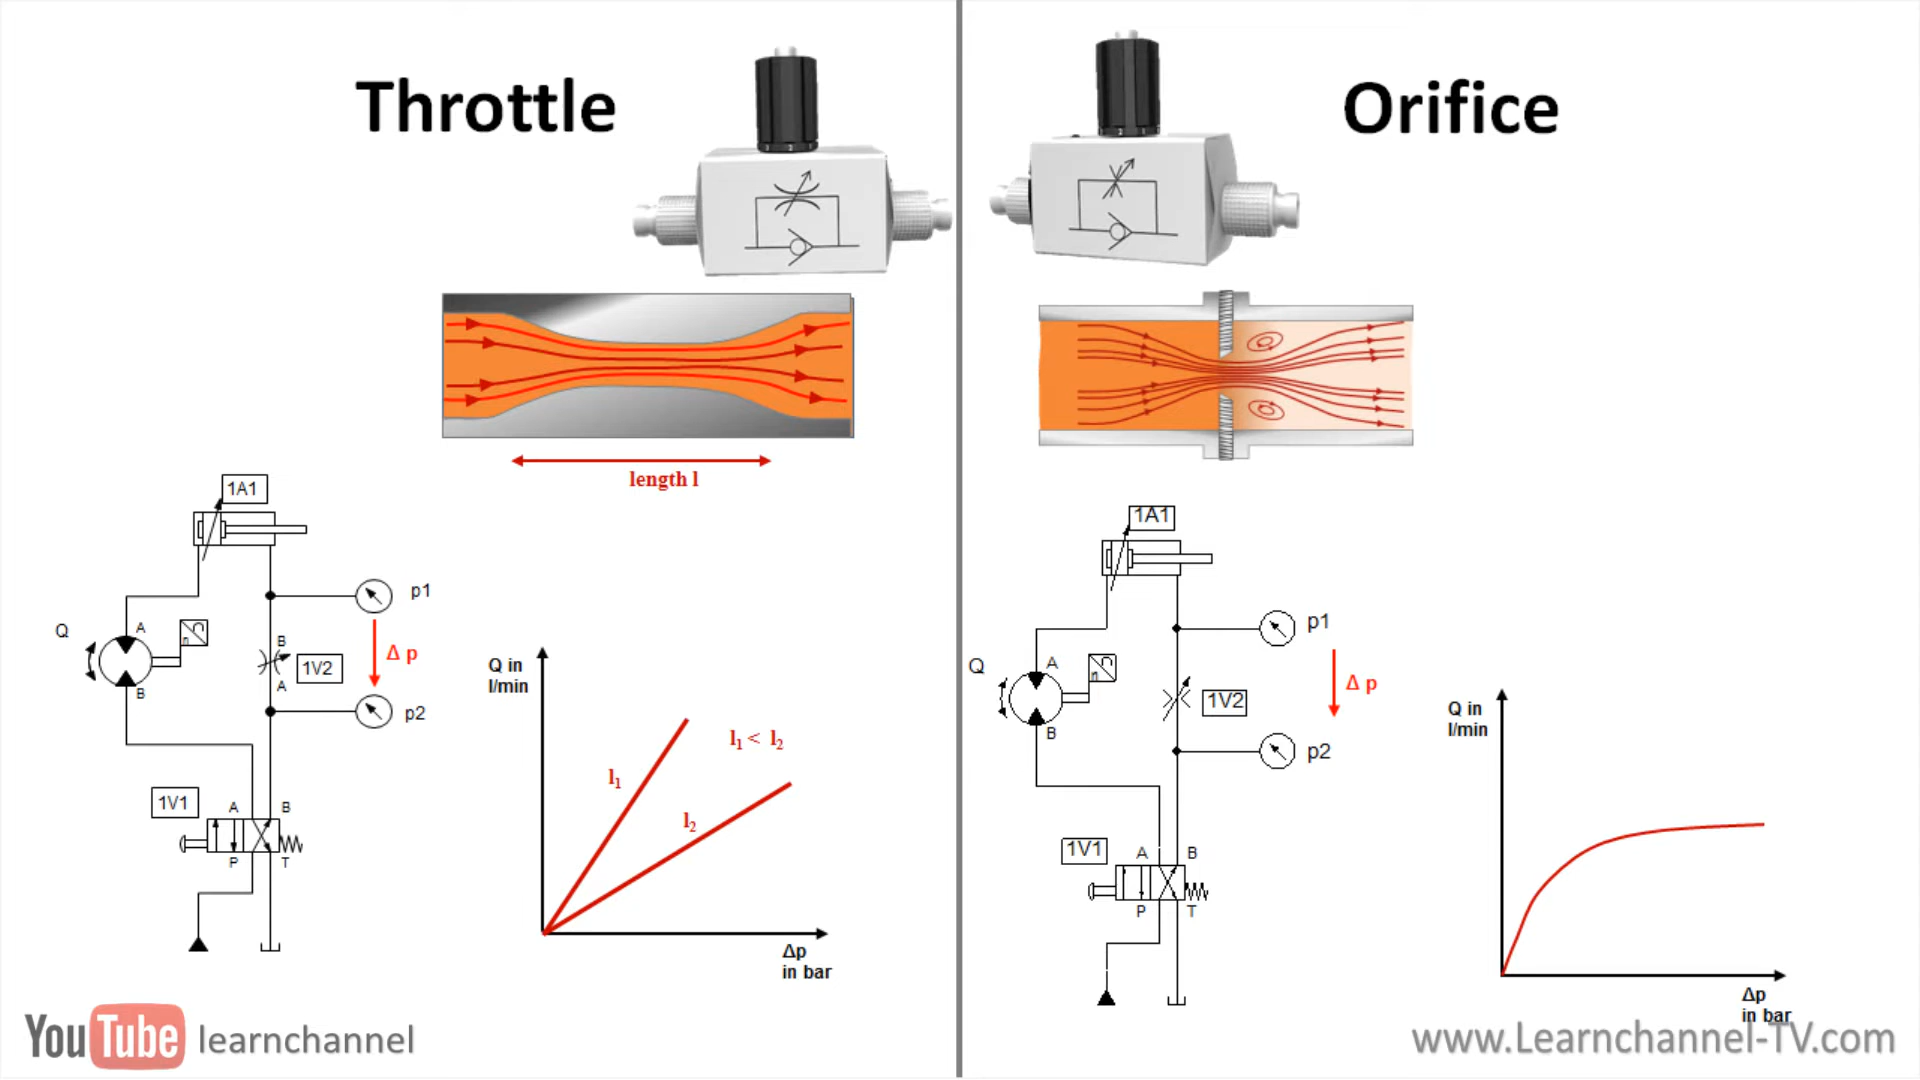 Throttle
length l
1A1
p1
Q
A
n
B
B
1V2
A
Δ p
p2
1V1
A
B
P
T
Q in
l/min
l₁
l₂
l₁ < l₂
Δp
in bar
YouTube learnchannel
Orifice
1A1
p1
Q
A
n
B
1V2
Δ p
p2
1V1
A
B
P
T
Q in
l/min
Δp
in bar
www.Learnchannel-TV.com